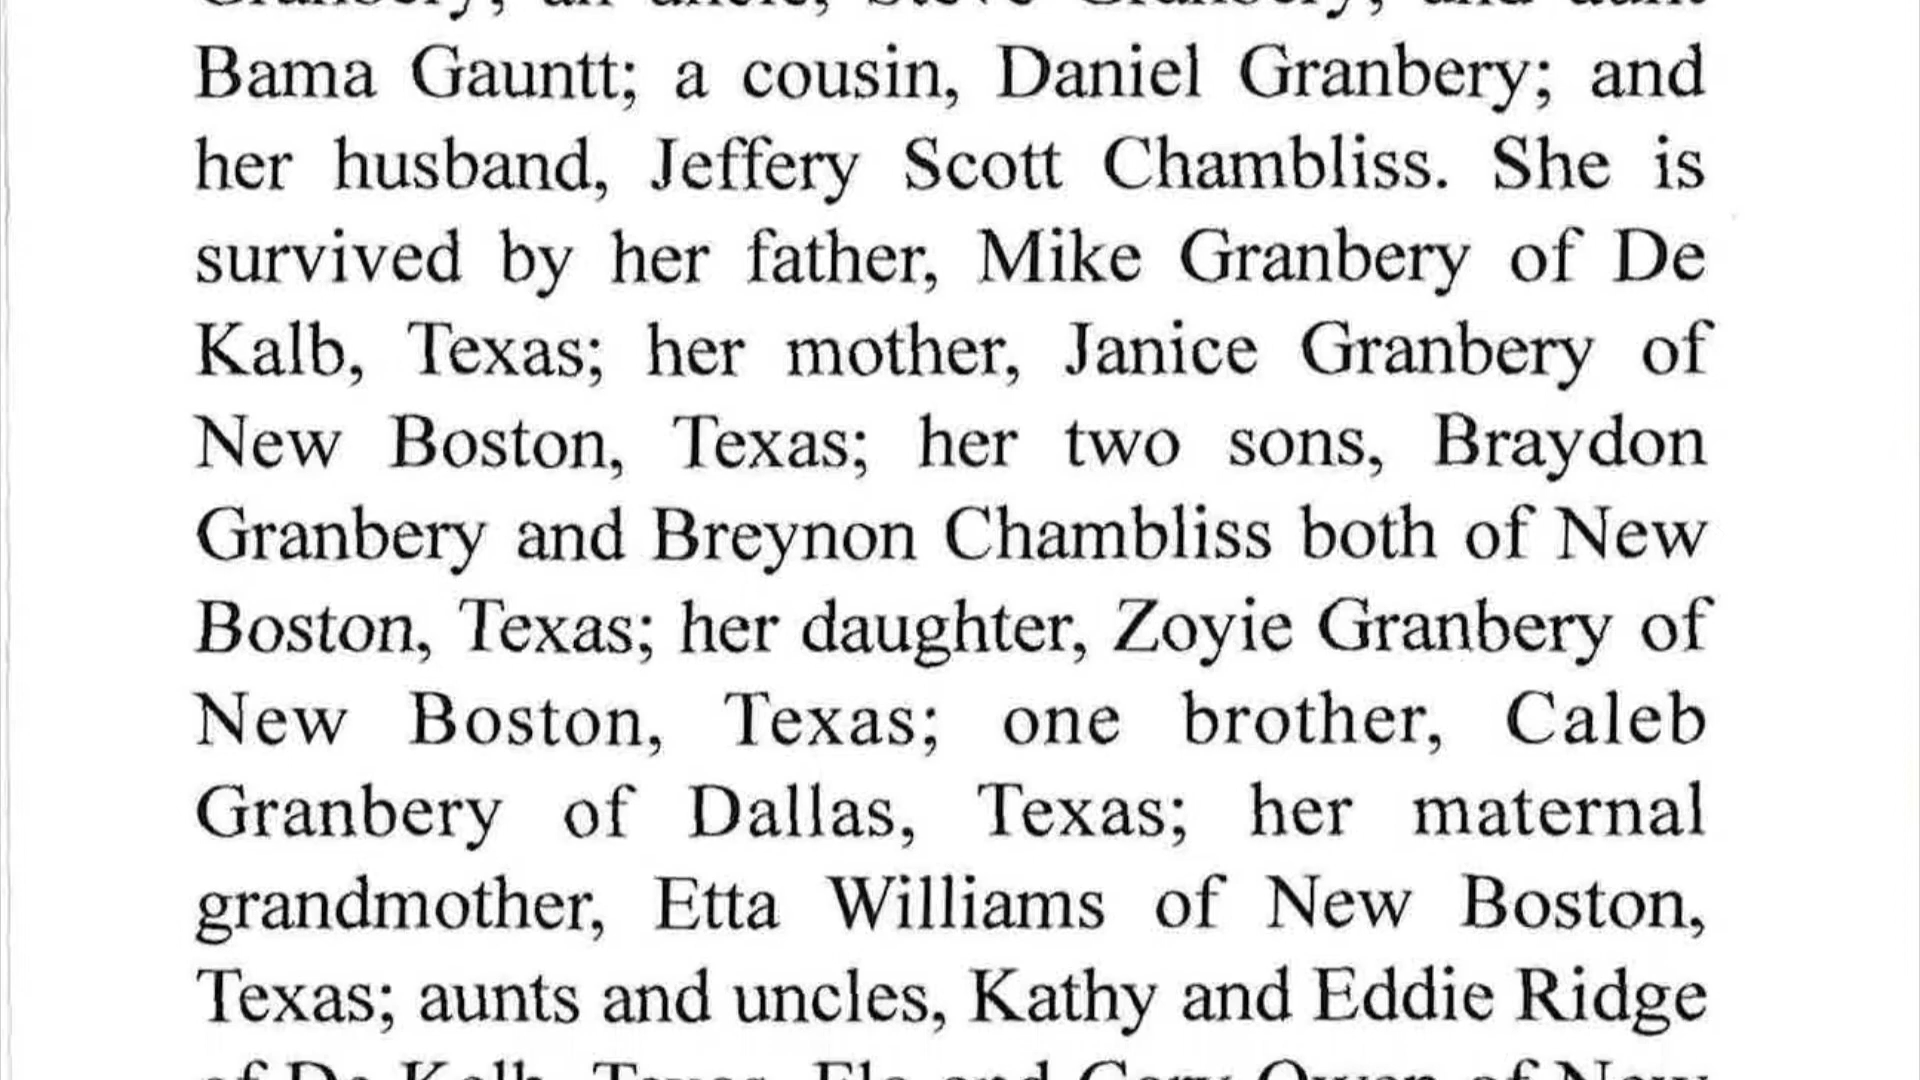 Bama Gauntt; a cousin, Daniel Granbery; and
her husband, Jeffery Scott Chambliss. She is
survived by her father, Mike Granbery of De
Kalb, Texas; her mother, Janice Granbery of
New Boston, Texas; her two sons, Braydon
Granbery and Breynon Chambliss both of New
Boston, Texas; her daughter, Zoyie Granbery of
New Boston, Texas; one brother, Caleb
Granbery of Dallas, Texas; her maternal
grandmother, Etta Williams of New Boston,
Texas; aunts and uncles, Kathy and Eddie Ridge